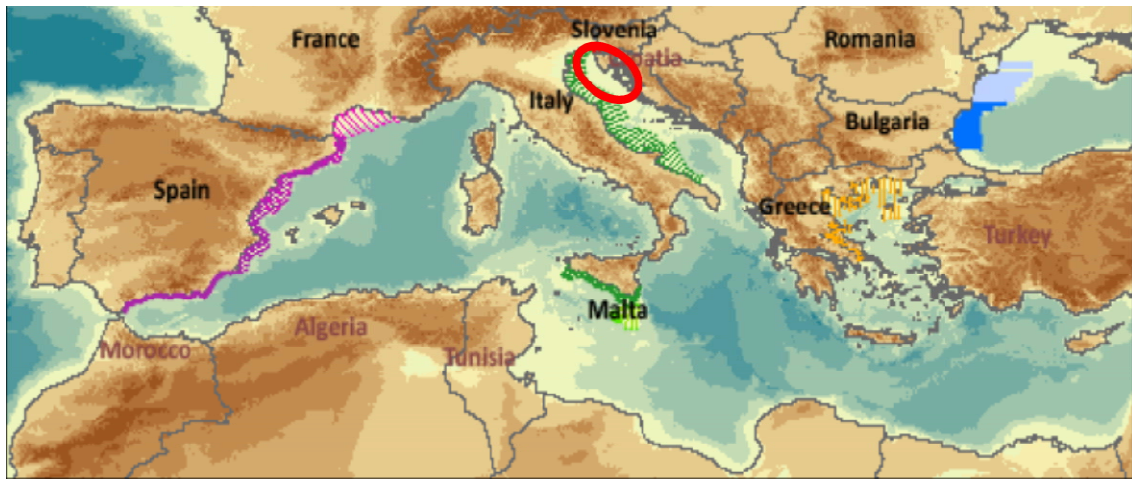 Slovenia
France
Croatia
Romania
Italy
Bulgaria
Spain
Greece
Turkey
Malta
Algeria
Morocco
Tunisia